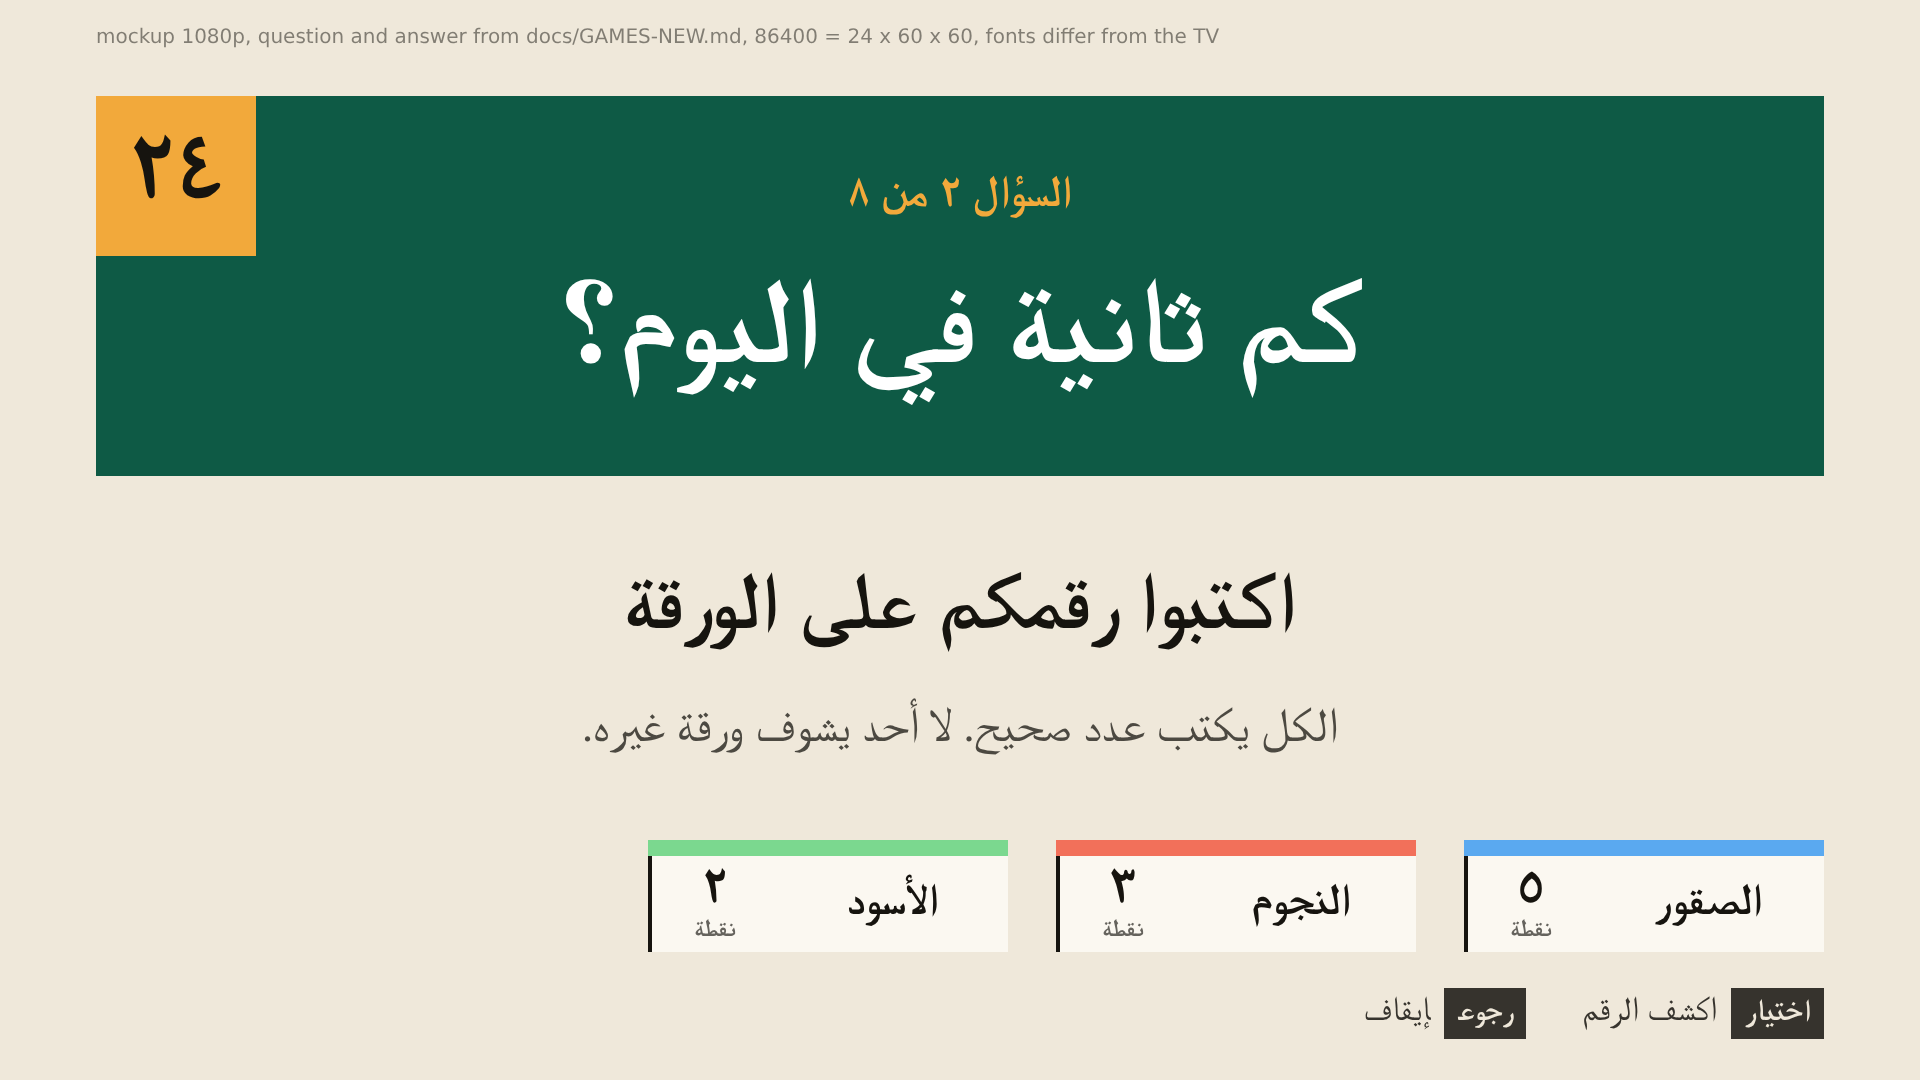 mockup 1080p, question and answer from docs/GAMES-NEW.md, 86400 = 24 x 60 x 60, fonts differ from the TV
٢٤
السؤال ٢ من ٨
كم ثانية في اليوم؟
اكتبوا رقمكم على الورقة
الكل يكتب عدد صحيح. لا أحد يشوف ورقة غيره.
الصقور
٥
نقطة
النجوم
٣
نقطة
الأسود
٢
نقطة
اختيار اكشف الرقم رجوع إيقاف